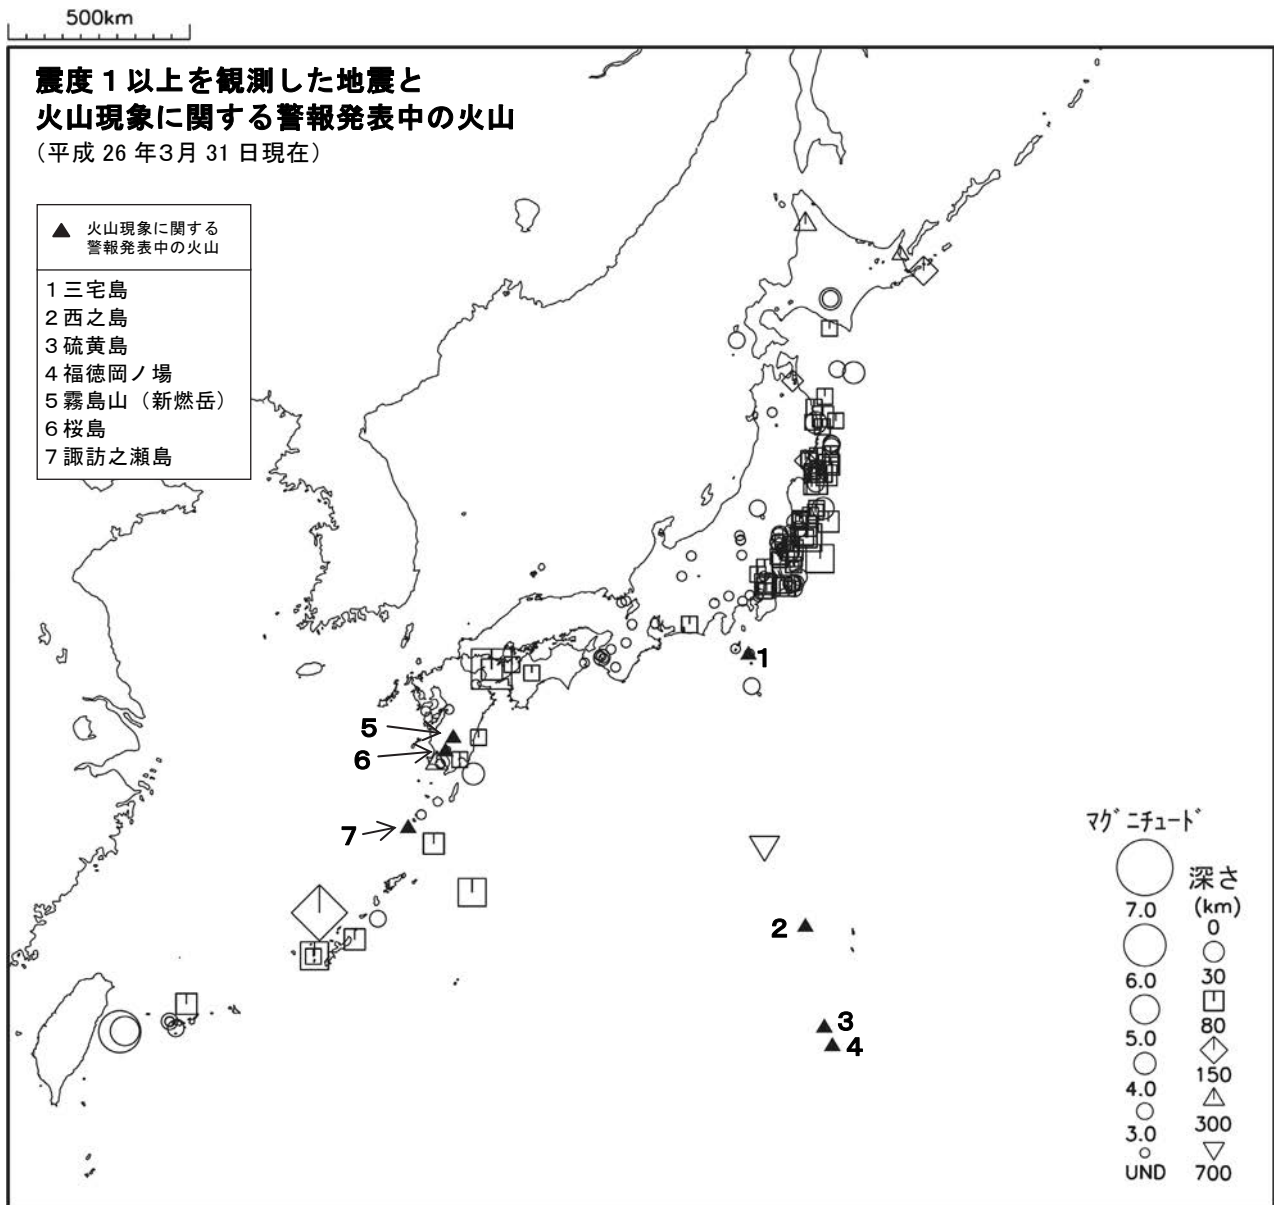 500km
震度１以上を観測した地震と
火山現象に関する警報発表中の火山
（平成 26 年３月 31 日現在）
▲ 火山現象に関する
警報発表中の火山
1 三宅島
2 西之島
3 硫黄島
4 福徳岡ノ場
5 霧島山（新燃岳）
6 桜島
7 諏訪之瀬島
1
5
6
7
2
3
4
ﾏｸﾞﾆﾁｭｰﾄﾞ
7.0
6.0
5.0
4.0
3.0
UND
深さ
(km)
0
30
80
150
300
700